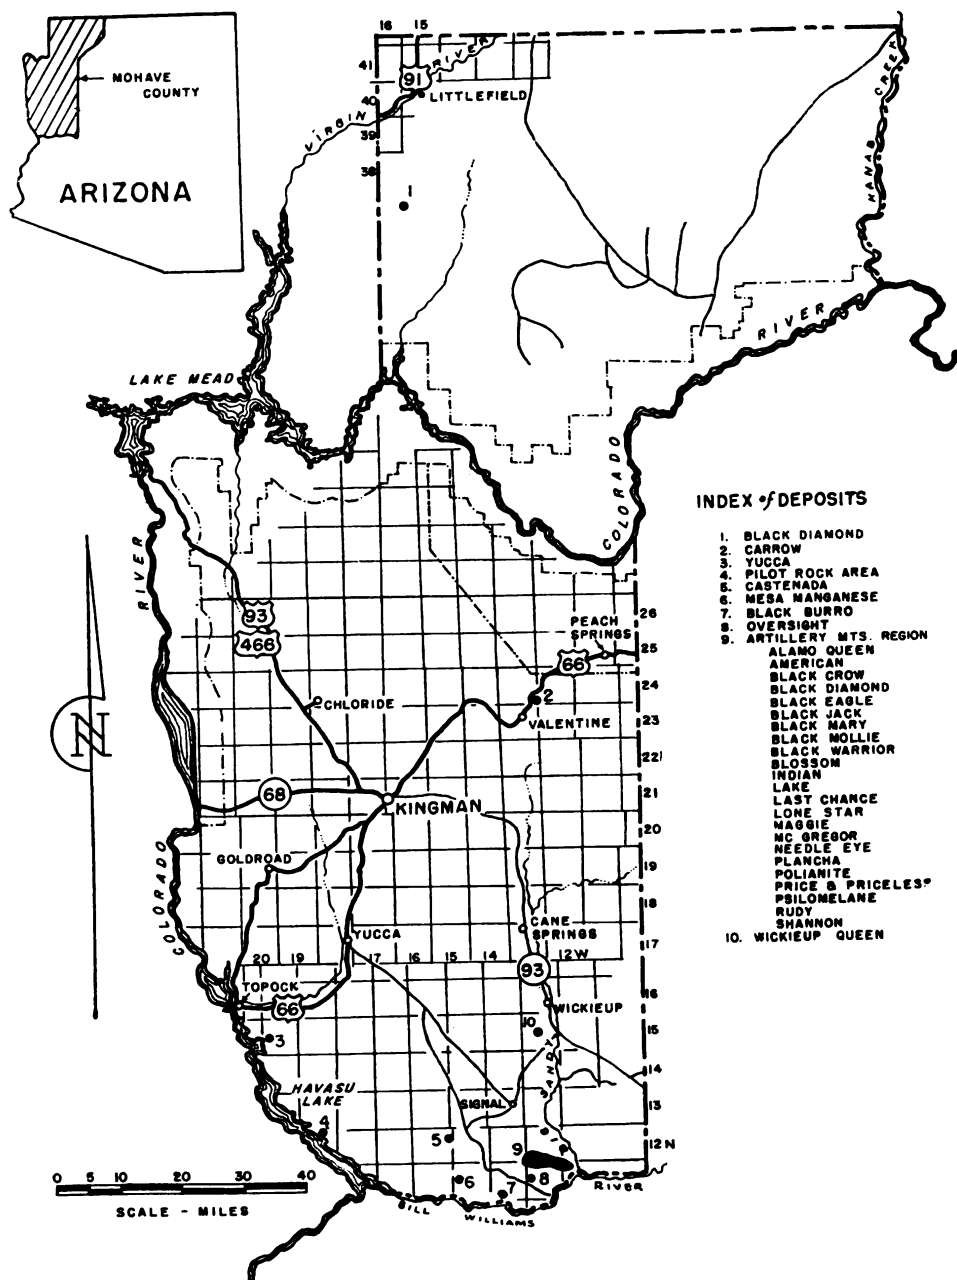 MOHAVE
COUNTY
ARIZONA
16 15
41
40
39
38
91
VIRGIN RIVER
LITTLEFIELD
KANAB CREEK
1
LAKE MEAD
COLORADO RIVER
RIVER
INDEX of DEPOSITS
1. BLACK DIAMOND
2. CARROW
3. YUCCA
4. PILOT ROCK AREA
5. CASTENADA
6. MESA MANGANESE
7. BLACK BURRO
8. OVERSIGHT
9. ARTILLERY MTS. REGION
ALAMO QUEEN
AMERICAN
BLACK CROW
BLACK DIAMOND
BLACK EAGLE
BLACK JACK
BLACK MARY
BLACK MOLLIE
BLACK WARRIOR
BLOSSOM
INDIAN
LAKE
LAST CHANCE
LONE STAR
MAGGIE
MC GREGOR
NEEDLE EYE
PLANCHA
POLIANITE
PRICE & PRICELESS
PSILOMELANE
RUDY
SHANNON
10. WICKIEUP QUEEN
93
466
PEACH
SPRINGS
66
2
CHLORIDE
VALENTINE
26
25
24
23
22
21
20
19
18
17
16
15
14
13
12 N
N
68
KINGMAN
GOLDROAD
COLORADO
YUCCA
CANE
SPRINGS
20 19 17 16 15 14 12 W
93
TOPOCK
66
WICKIEUP
10
3
SANDY
HAVASU
LAKE
SIGNAL
4
5
9
6
7
8
BILL WILLIAMS RIVER
0 5 10 20 30 40
SCALE - MILES